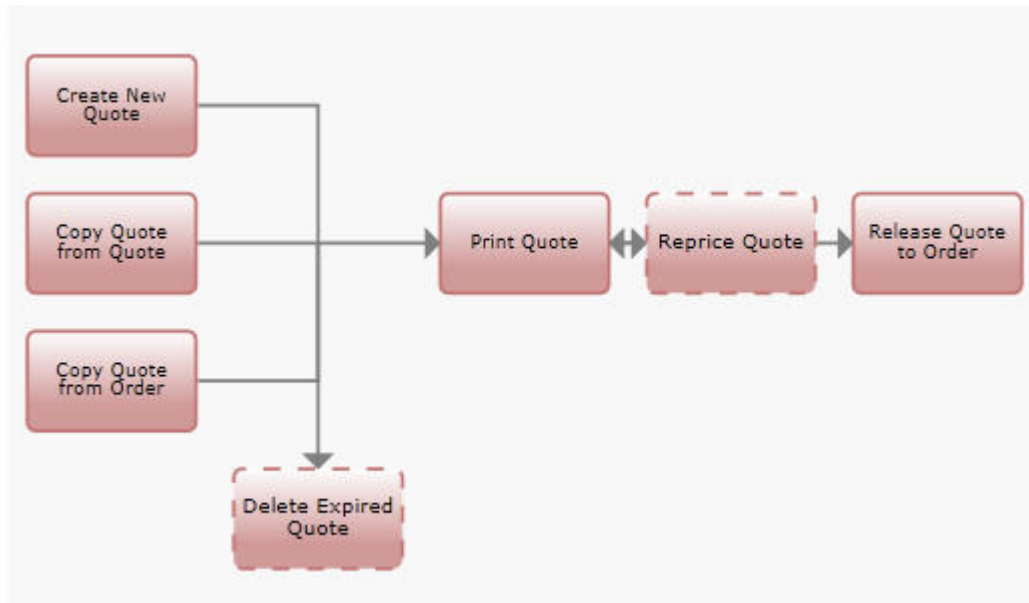 Create New
Quote
Copy Quote
from Quote
Print Quote
Reprice Quote
Release Quote
to Order
Copy Quote
from Order
Delete Expired
Quote